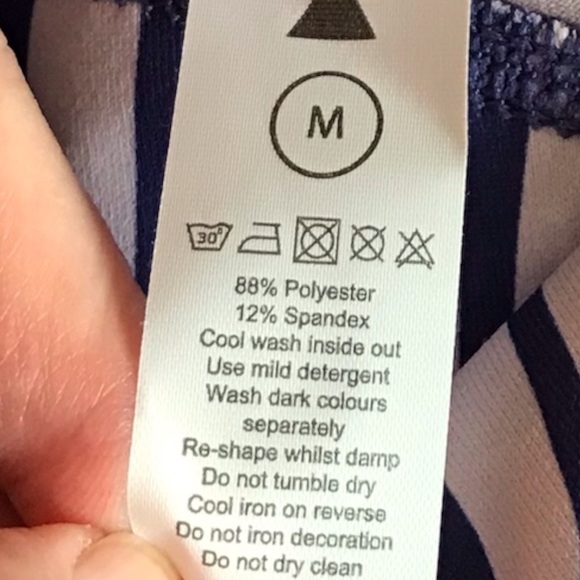 M
30°
88% Polyester
12% Spandex
Cool wash inside out
Use mild detergent
Wash dark colours
separately
Re-shape whilst damp
Do not tumble dry
Cool iron on reverse
Do not iron decoration
Do not dry clean